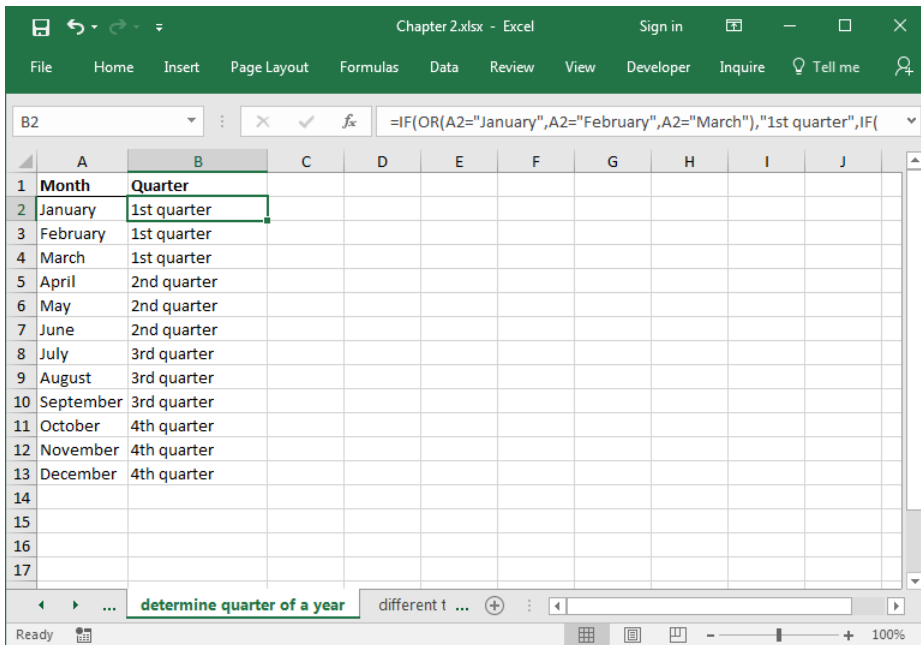 Chapter 2.xlsx - Excel Sign in
File Home Insert Page Layout Formulas Data Review View Developer Inquire Tell me
B2 fx =IF(OR(A2="January",A2="February",A2="March"),"1st quarter",IF(
A B C D E F G H I J
1 Month Quarter
2 January 1st quarter
3 February 1st quarter
4 March 1st quarter
5 April 2nd quarter
6 May 2nd quarter
7 June 2nd quarter
8 July 3rd quarter
9 August 3rd quarter
10 September 3rd quarter
11 October 4th quarter
12 November 4th quarter
13 December 4th quarter
14
15
16
17
... determine quarter of a year different t ...
Ready 100%